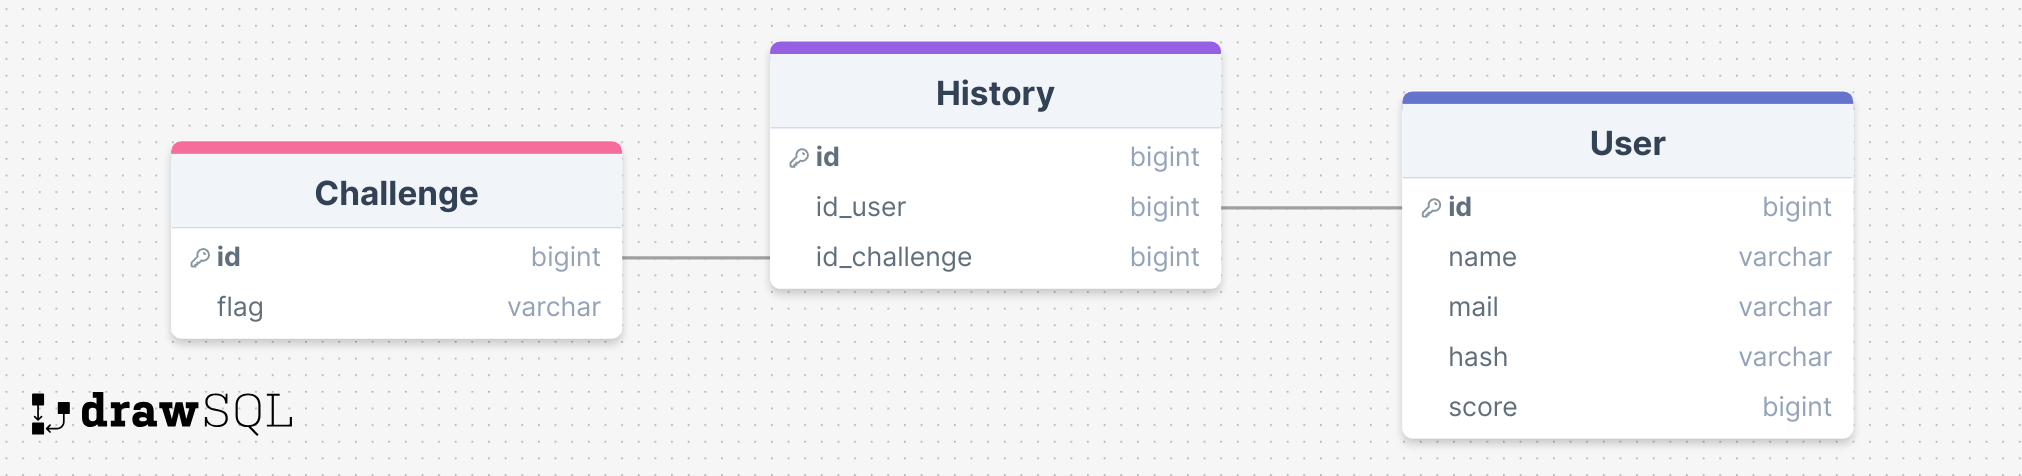 Challenge
id bigint
flag varchar
History
id bigint
id_user bigint
id_challenge bigint
User
id bigint
name varchar
mail varchar
hash varchar
score bigint
drawSQL